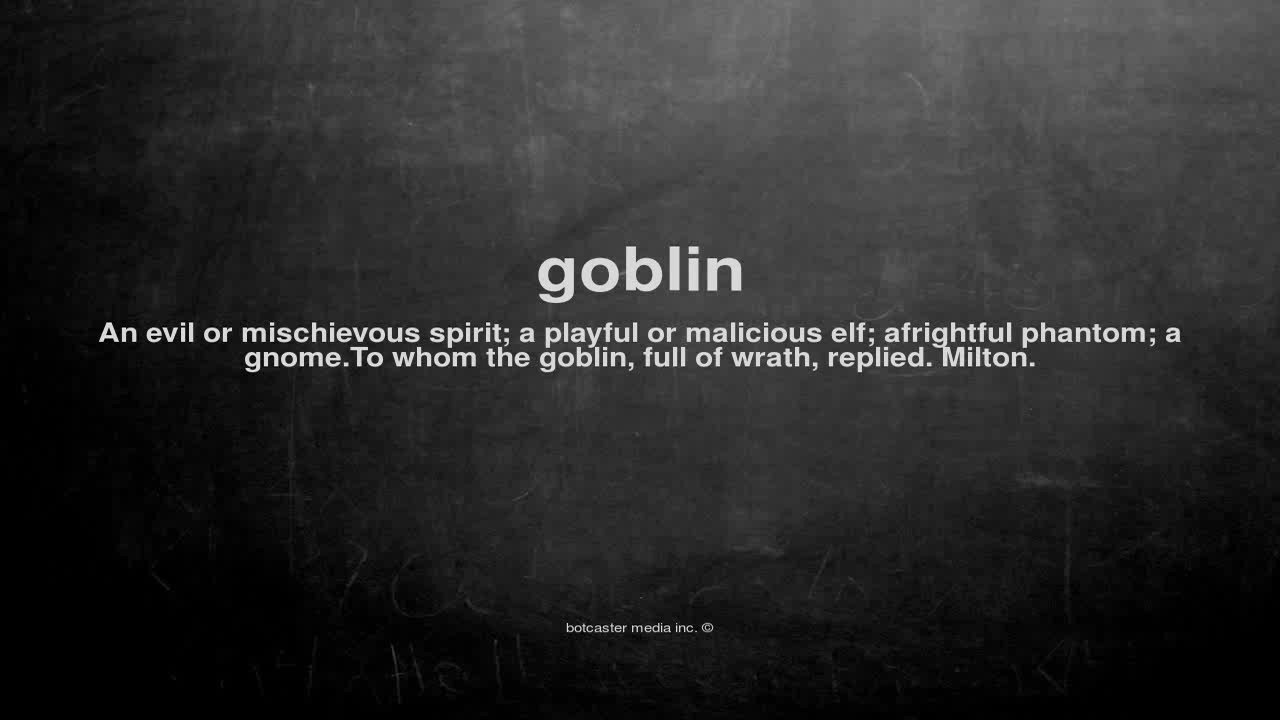 goblin
An evil or mischievous spirit; a playful or malicious elf; afrightful phantom; a
gnome.To whom the goblin, full of wrath, replied. Milton.
botcaster media inc. ©